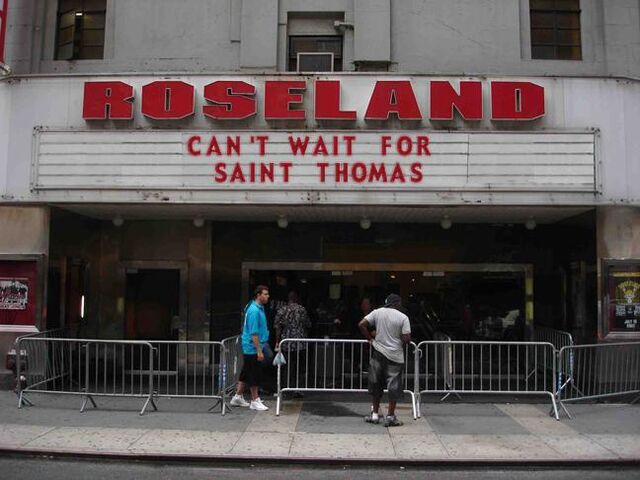 ROSELAND
CAN'T WAIT FOR
SAINT THOMAS